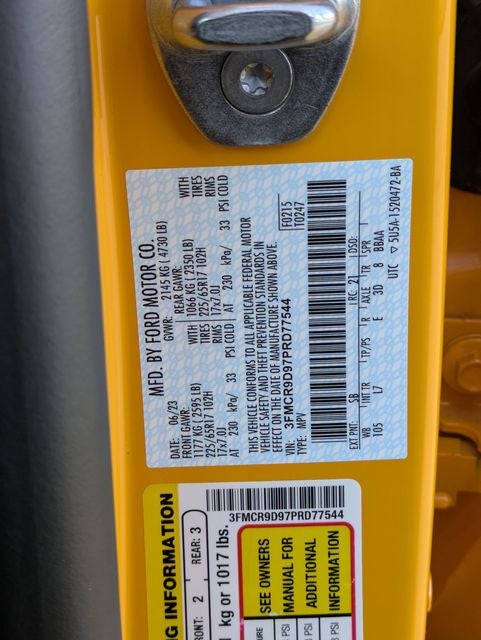 MFD. BY FORD MOTOR CO.
DATE: 06/23
GVWR: 2145 KG ( 4730 LB)
FRONT GAWR:
1177 KG ( 2595 LB)
225/65R17 102H
17x7.0J
AT 230 kPa/ 33 PSI COLD
REAR GAWR:
1066 KG ( 2350 LB)
225/65R17 102H
17x7.0J
AT 230 kPa/ 33 PSI COLD
WITH
TIRES
RIMS
WITH
TIRES
RIMS
THIS VEHICLE CONFORMS TO ALL APPLICABLE FEDERAL MOTOR
VEHICLE SAFETY AND THEFT PREVENTION STANDARDS IN
EFFECT ON THE DATE OF MANUFACTURE SHOWN ABOVE.
VIN: 3FMCR9D97PRD77544
TYPE: MPV
F0215
T0247
EXT PNT: SB RC: 21 DSO:
WB INT TR TP/PS R AXLE TR SPR
105 L7 E 3D 8 BBAA
UTC ▽ 5U5A-1520472-BA
3FMCR9D97PRD77544
NG INFORMATION
FRONT: 2 REAR: 3
kg or 1017 lbs.
SEE OWNERS
MANUAL FOR
ADDITIONAL
INFORMATION
PSI
PSI
PSI